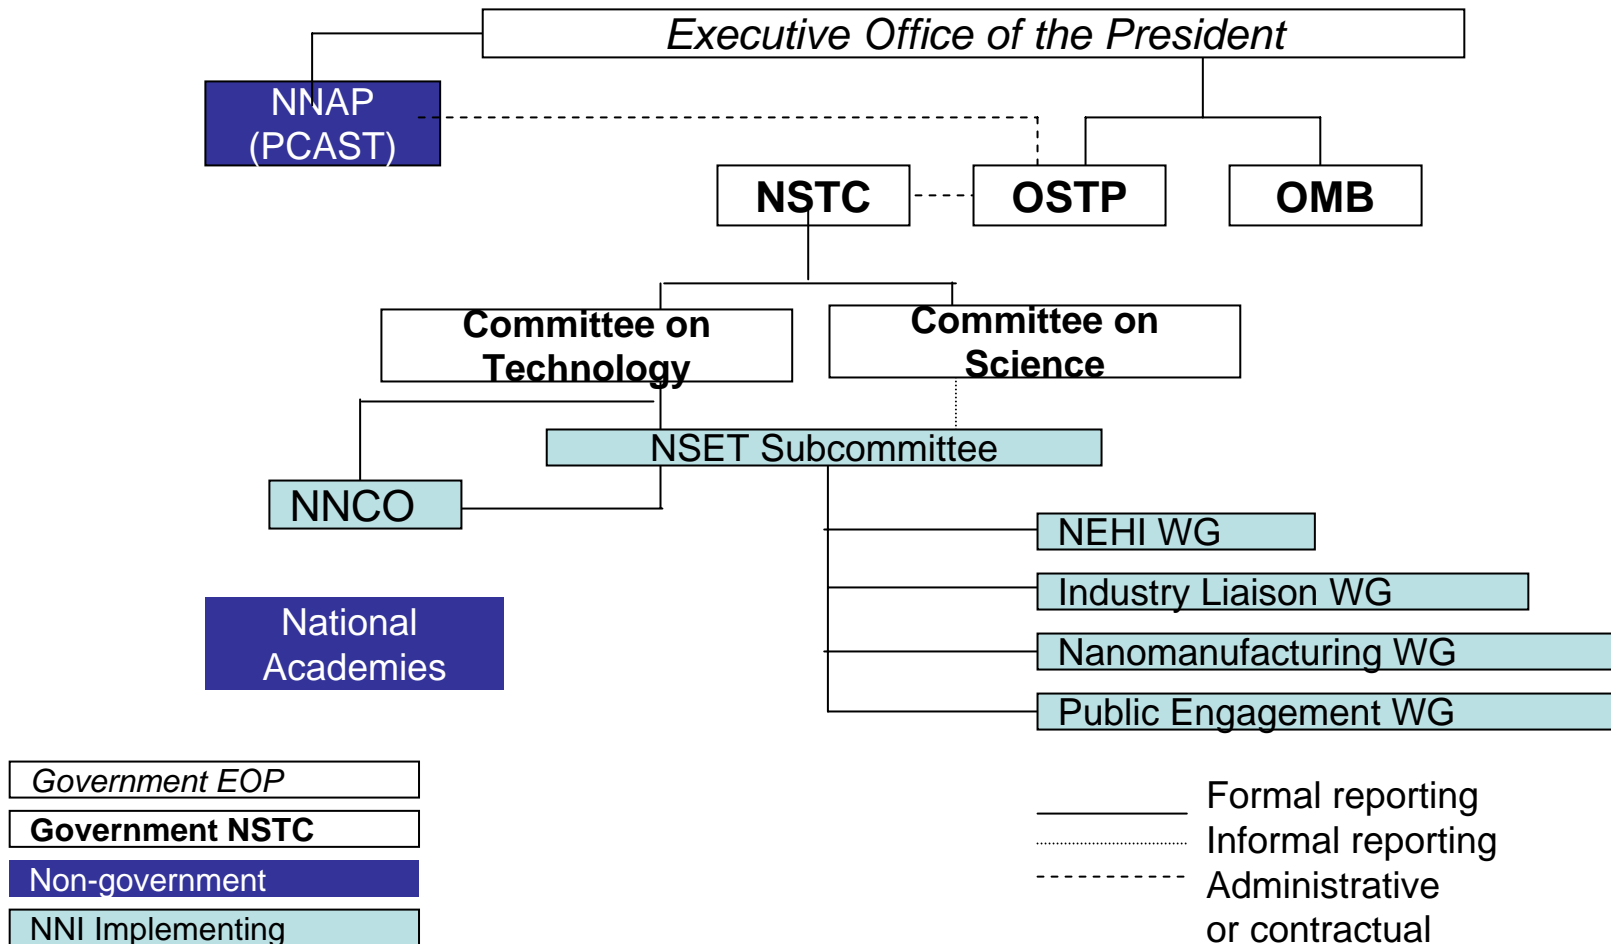 Executive Office of the President
NNAP
(PCAST)
NSTC
OSTP
OMB
Committee on
Technology
Committee on
Science
NSET Subcommittee
NNCO
NEHI WG
Industry Liaison WG
National
Academies
Nanomanufacturing WG
Public Engagement WG
Government EOP
Government NSTC
Non-government
NNI Implementing
Formal reporting
Informal reporting
Administrative
or contractual